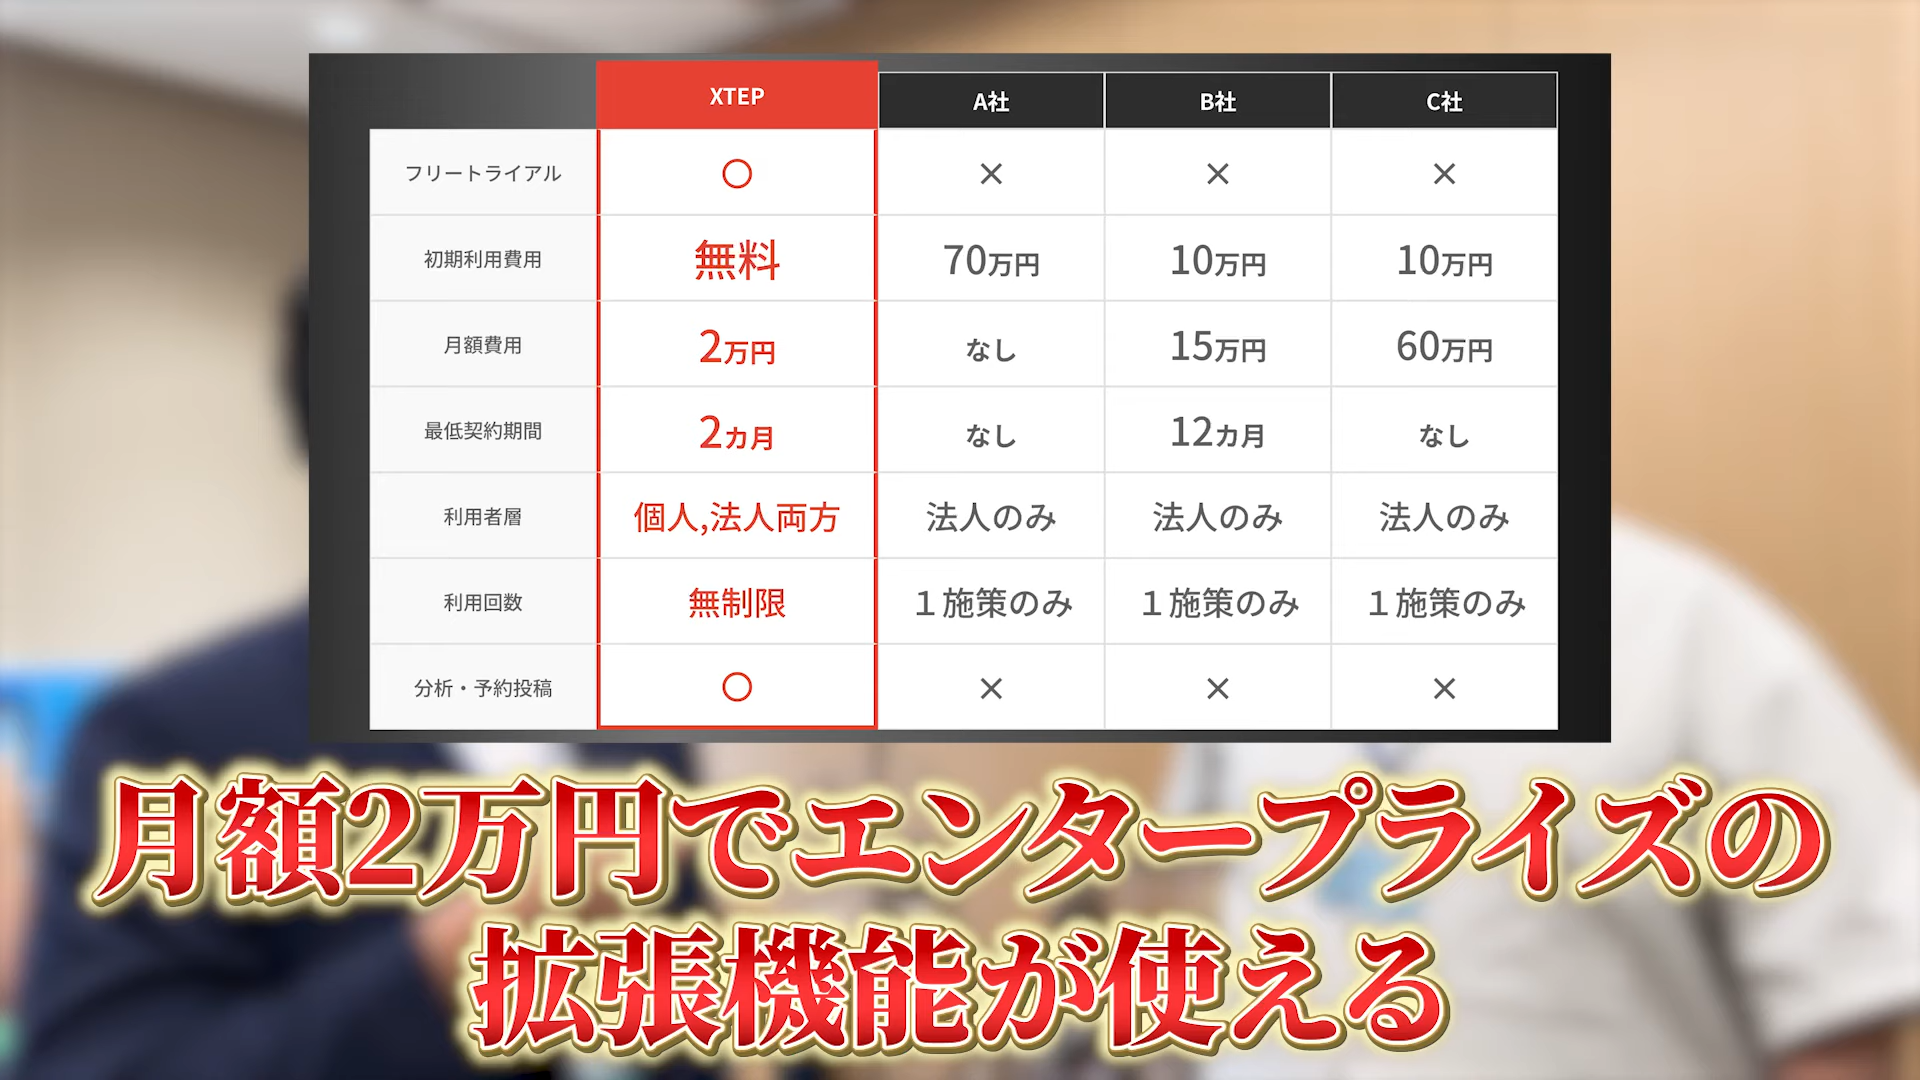 XTEP A社 B社 C社
フリートライアル ○ × × ×
初期利用費用 無料 70万円 10万円 10万円
月額費用 2万円 なし 15万円 60万円
最低契約期間 2カ月 なし 12カ月 なし
利用者層 個人,法人両方 法人のみ 法人のみ 法人のみ
利用回数 無制限 1施策のみ 1施策のみ 1施策のみ
分析・予約投稿 ○ × × ×
月額2万円でエンタープライズの
拡張機能が使える